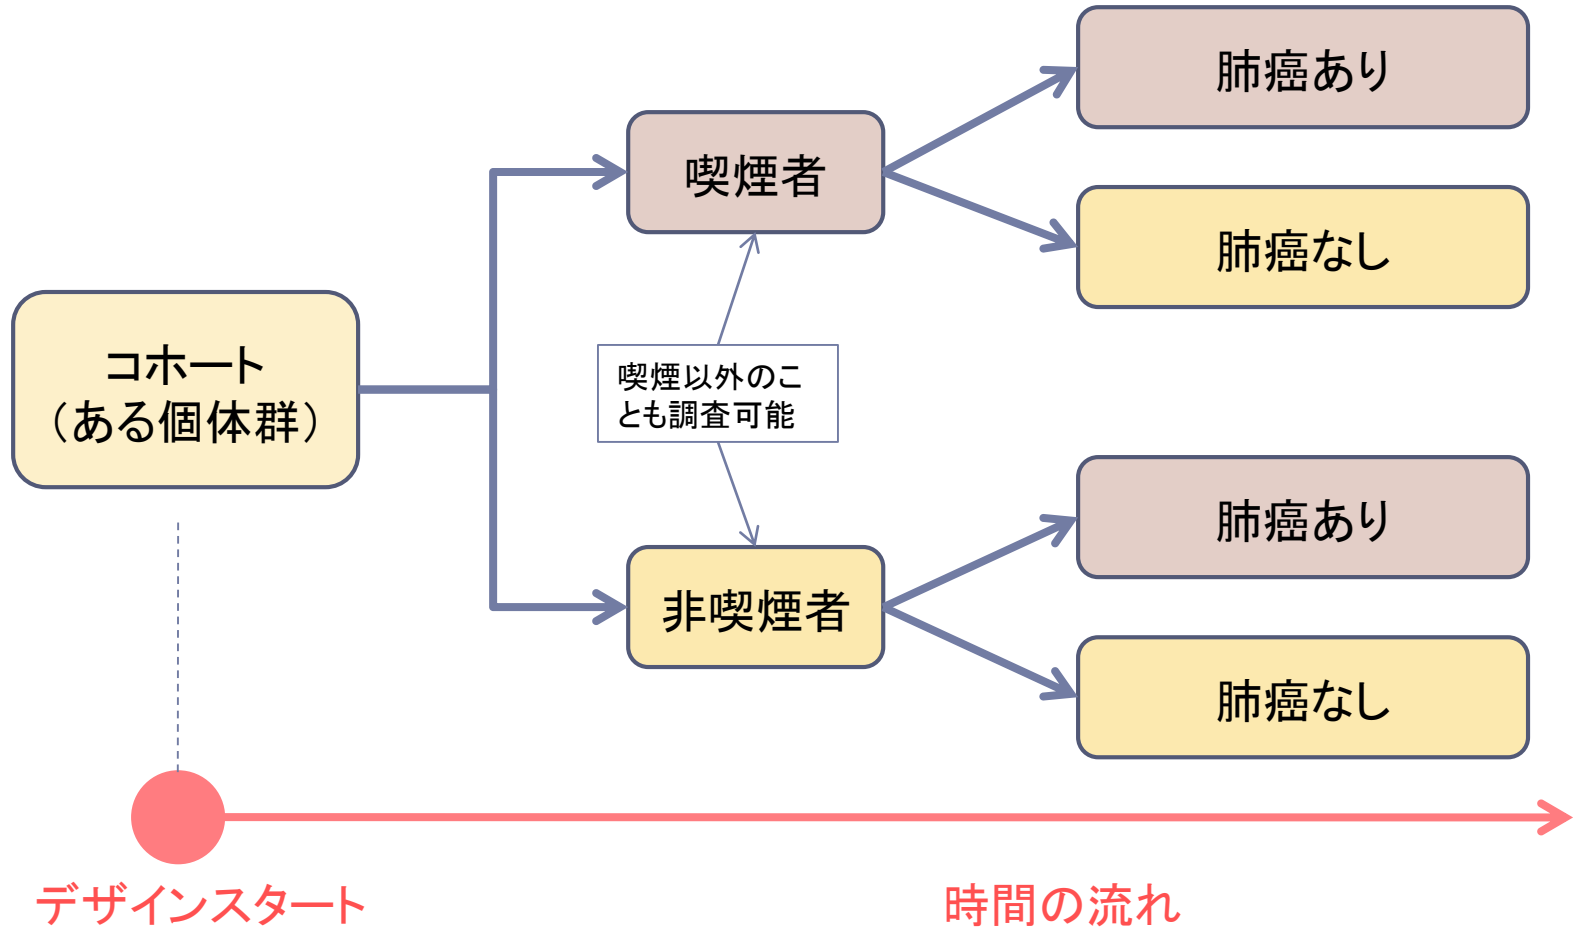 肺癌あり
喫煙者
肺癌なし
コホート
（ある個体群）
喫煙以外のこ
とも調査可能
肺癌あり
非喫煙者
肺癌なし
デザインスタート
時間の流れ